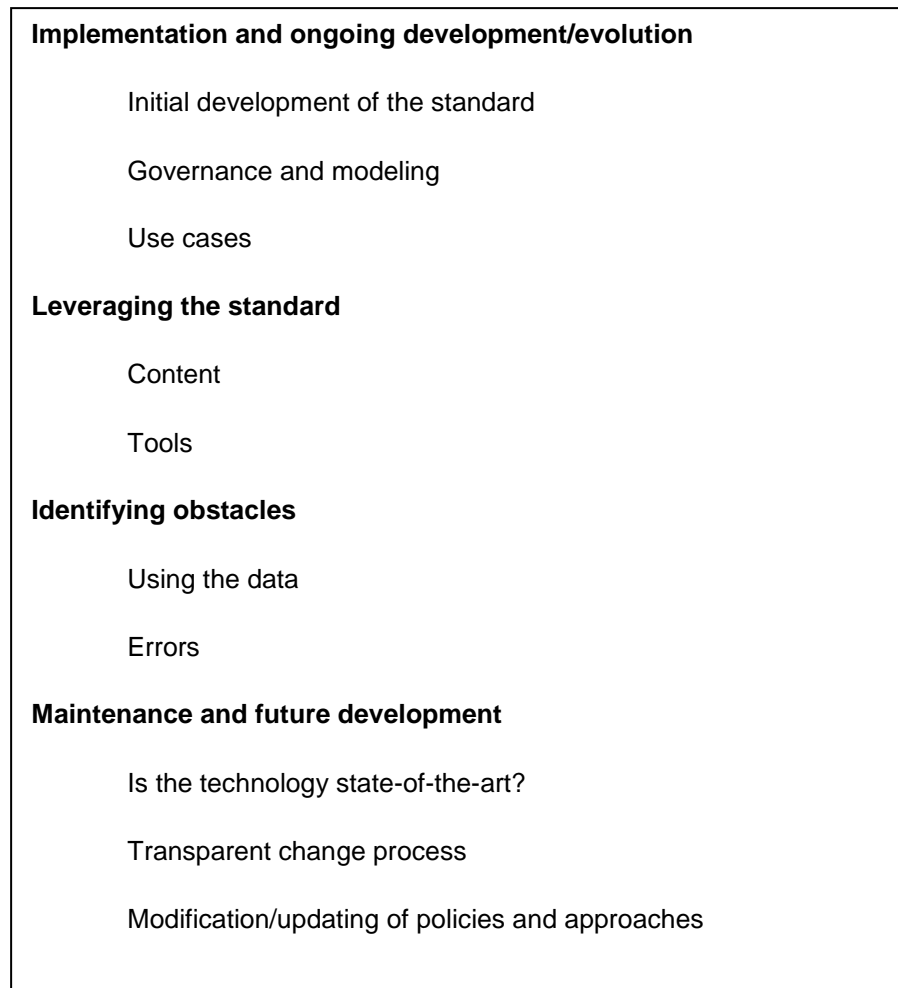 Implementation and ongoing development/evolution
Initial development of the standard
Governance and modeling
Use cases
Leveraging the standard
Content
Tools
Identifying obstacles
Using the data
Errors
Maintenance and future development
Is the technology state-of-the-art?
Transparent change process
Modification/updating of policies and approaches